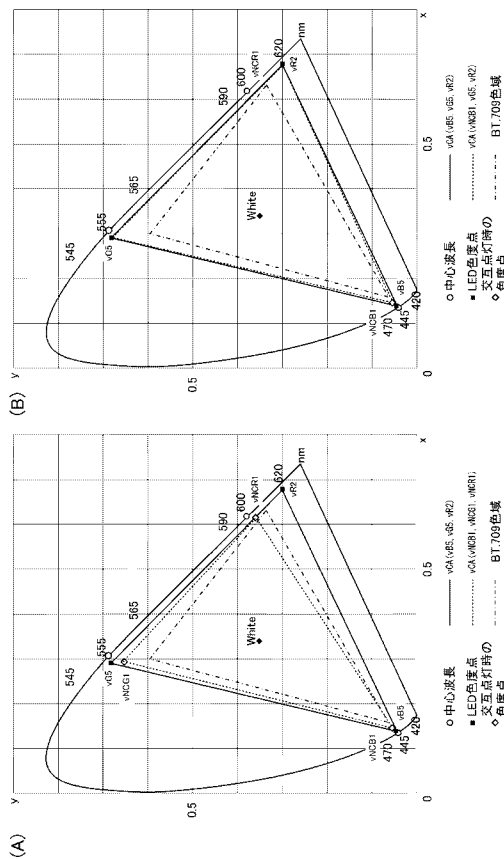 (A)
y
545
555
vG5
vNCG1
565
590
600
vNCR1
nm
620
vR2
0.5
White
vB5
vNCB1
470
445
420
0
0.5
x
○中心波長
■LED色度点
交互点灯時の
◇色度点
vCA(vB5, vG5, vR2)
vCA(vNCB1, vNCG1, vNCR1)
BT.709色域
(B)
y
545
555
vG5
565
590
600
vNCR1
nm
620
vR2
0.5
White
vB5
vNCB1
470
445
420
0
0.5
x
○中心波長
■LED色度点
交互点灯時の
◇色度点
vCA(vB5, vG5, vR2)
vCA(vNCB1, vG5, vR2)
BT.709色域